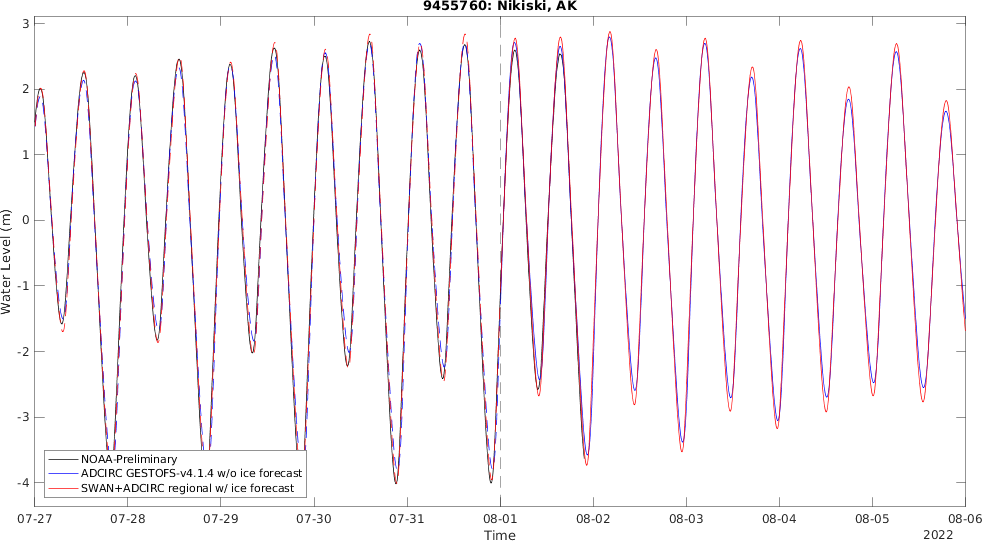 9455760: Nikiski, AK
3
2
1
0
-1
-2
-3
-4
Water Level (m)
NOAA-Preliminary
ADCIRC GESTOFS-v4.1.4 w/o ice forecast
SWAN+ADCIRC regional w/ ice forecast
07-27 07-28 07-29 07-30 07-31 08-01 08-02 08-03 08-04 08-05 08-06
Time
2022